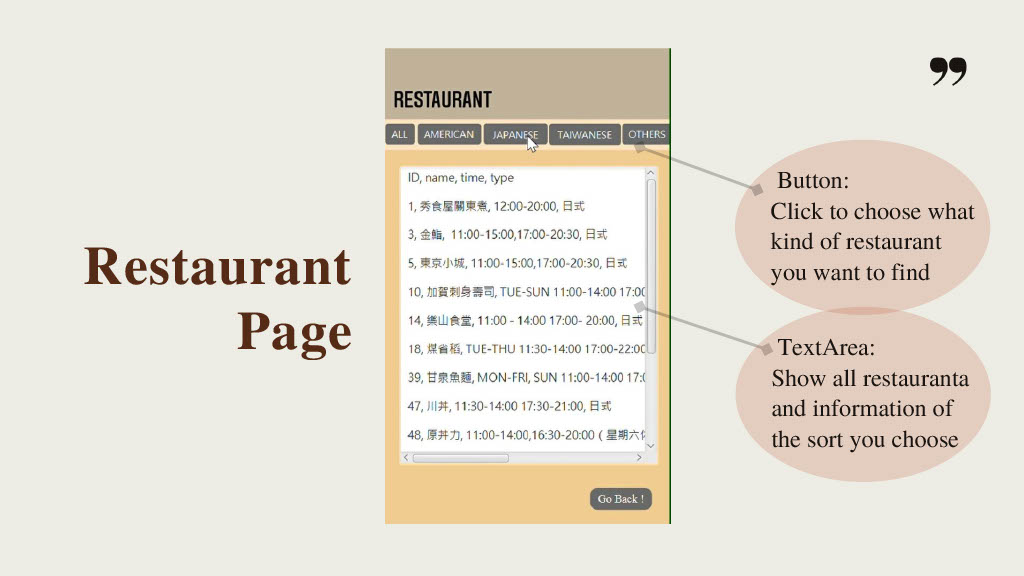 Restaurant
Page
RESTAURANT
ALL AMERICAN JAPANESE TAIWANESE OTHERS
ID, name, time, type
1, 秀食屋關東煮, 12:00-20:00, 日式
3, 金鮨, 11:00-15:00,17:00-20:30, 日式
5, 東京小城, 11:00-15:00,17:00-20:30, 日式
10, 加賀刺身壽司, TUE-SUN 11:00-14:00 17:00
14, 樂山食堂, 11:00 - 14:00 17:00- 20:00, 日式
18, 煤省稻, TUE-THU 11:30-14:00 17:00-22:00
39, 甘泉魚麵, MON-FRI, SUN 11:00-14:00 17:0
47, 川丼, 11:30-14:00 17:30-21:00, 日式
48, 原丼力, 11:00-14:00,16:30-20:00 ( 星期六
Go Back !
”
Button:
Click to choose what
kind of restaurant
you want to find
TextArea:
Show all restauranta
and information of
the sort you choose